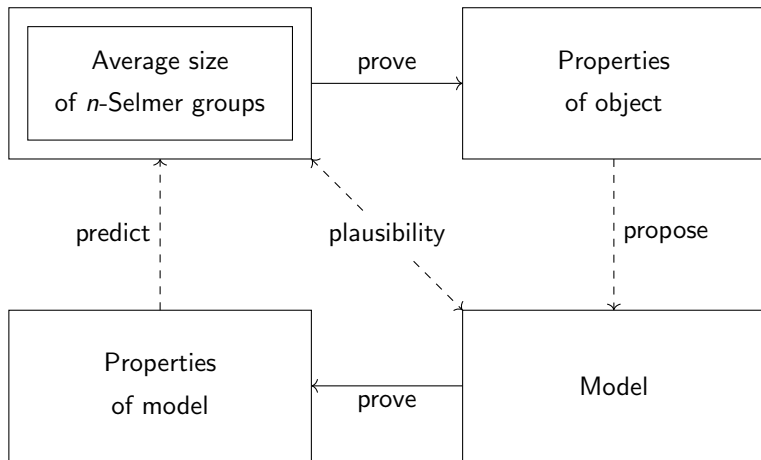 Average size
of n-Selmer groups
prove
Properties
of object
predict
plausibility
propose
Properties
of model
prove
Model